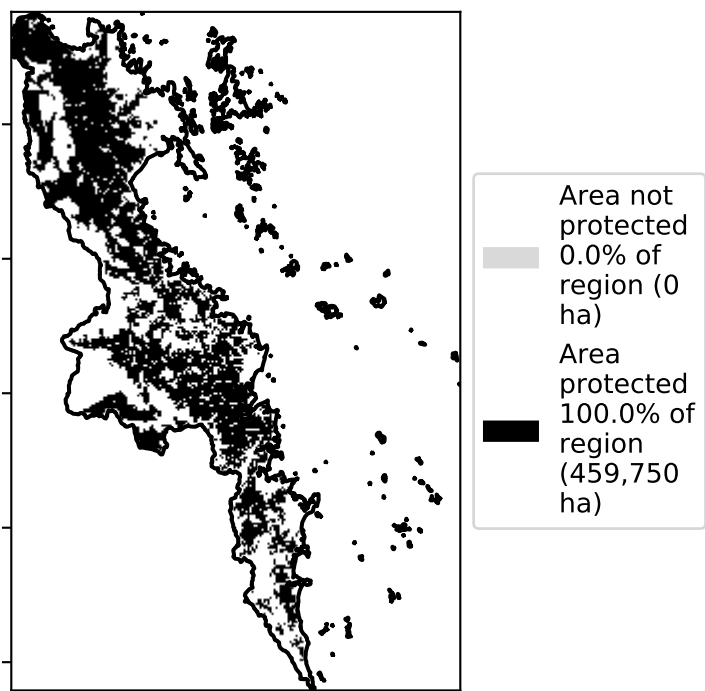 Area not
protected
0.0% of
region (0
ha)
Area
protected
100.0% of
region
(459,750
ha)